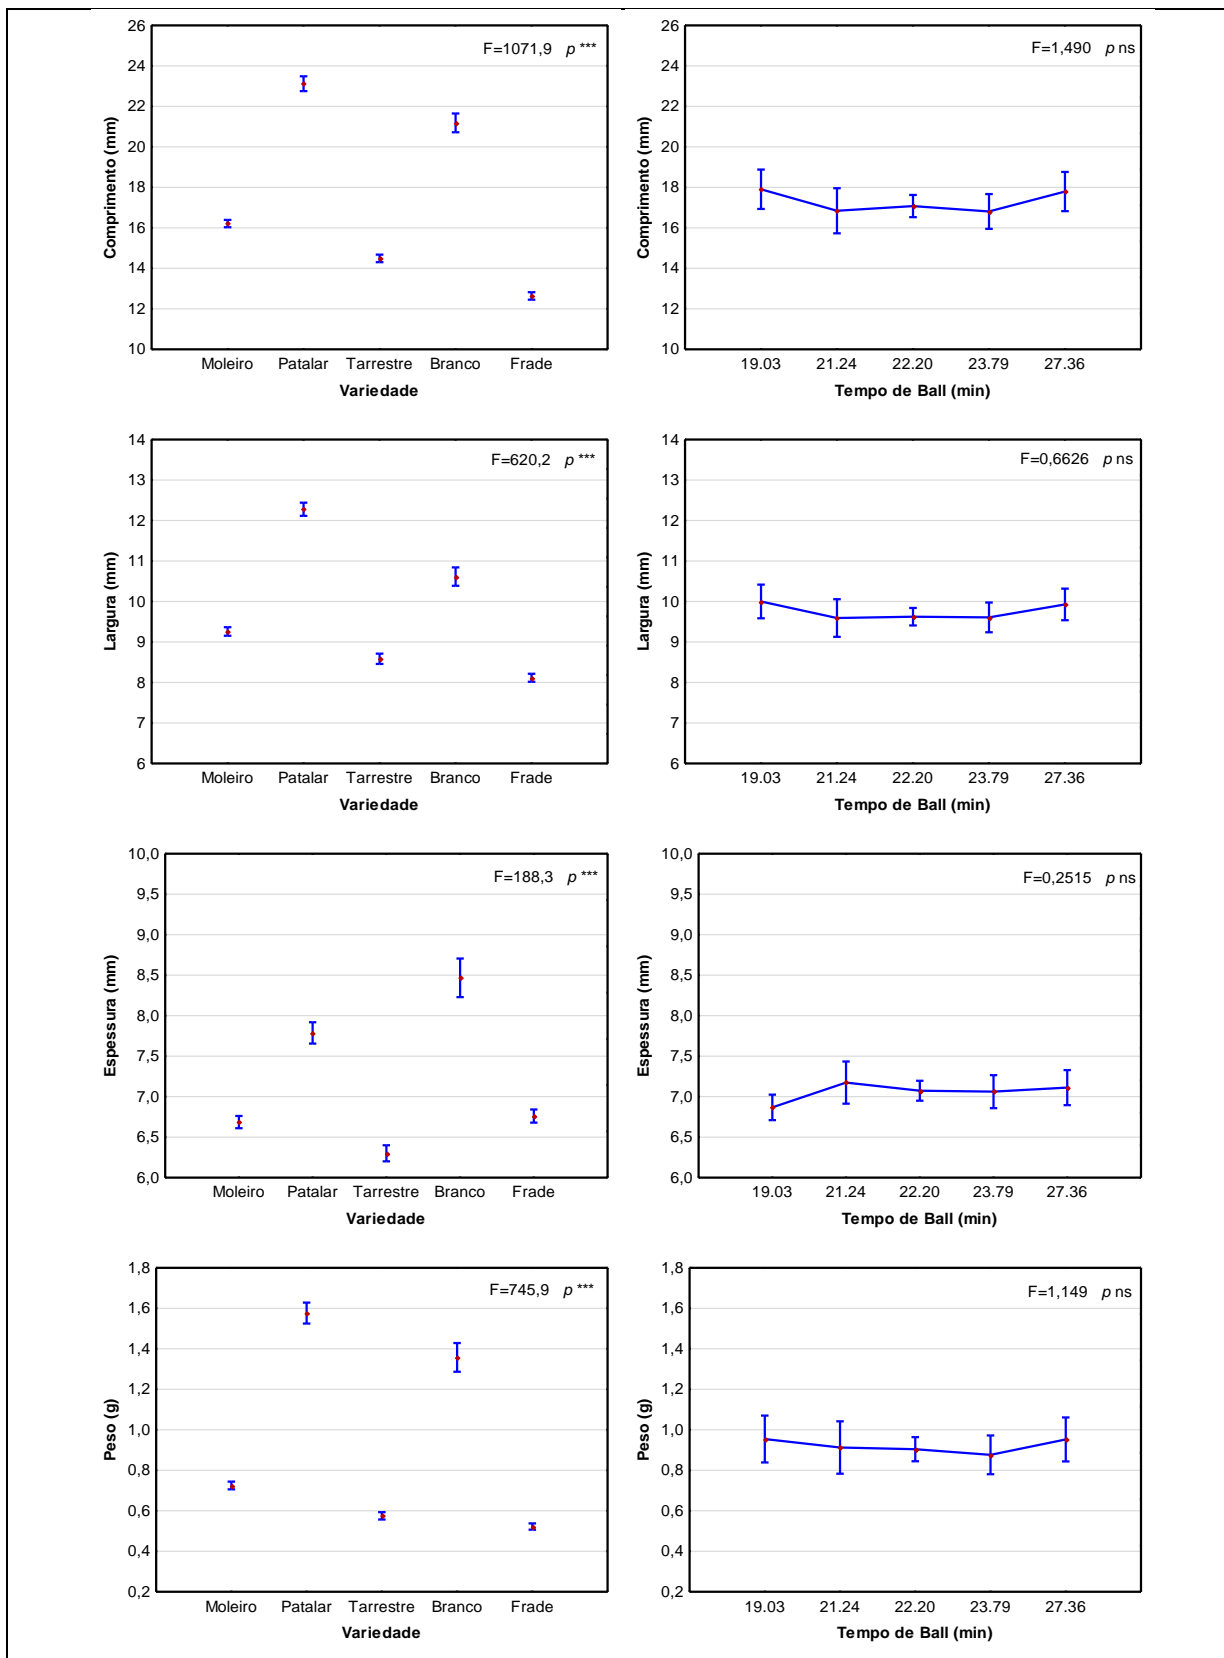 F=1071,9 p ***
Comprimento (mm)
26
24
22
20
18
16
14
12
10
Moleiro Patalar Tarrestre Branco Frade
Variedade
F=1,490 p ns
Comprimento (mm)
26
24
22
20
18
16
14
12
10
19.03 21.24 22.20 23.79 27.36
Tempo de Ball (min)
F=620,2 p ***
Largura (mm)
14
13
12
11
10
9
8
7
6
Moleiro Patalar Tarrestre Branco Frade
Variedade
F=0,6626 p ns
Largura (mm)
14
13
12
11
10
9
8
7
6
19.03 21.24 22.20 23.79 27.36
Tempo de Ball (min)
F=188,3 p ***
Espessura (mm)
10,0
9,5
9,0
8,5
8,0
7,5
7,0
6,5
6,0
Moleiro Patalar Tarrestre Branco Frade
Variedade
F=0,2515 p ns
Espessura (mm)
10,0
9,5
9,0
8,5
8,0
7,5
7,0
6,5
6,0
19.03 21.24 22.20 23.79 27.36
Tempo de Ball (min)
F=745,9 p ***
Peso (g)
1,8
1,6
1,4
1,2
1,0
0,8
0,6
0,4
0,2
Moleiro Patalar Tarrestre Branco Frade
Variedade
F=1,149 p ns
Peso (g)
1,8
1,6
1,4
1,2
1,0
0,8
0,6
0,4
0,2
19.03 21.24 22.20 23.79 27.36
Tempo de Ball (min)